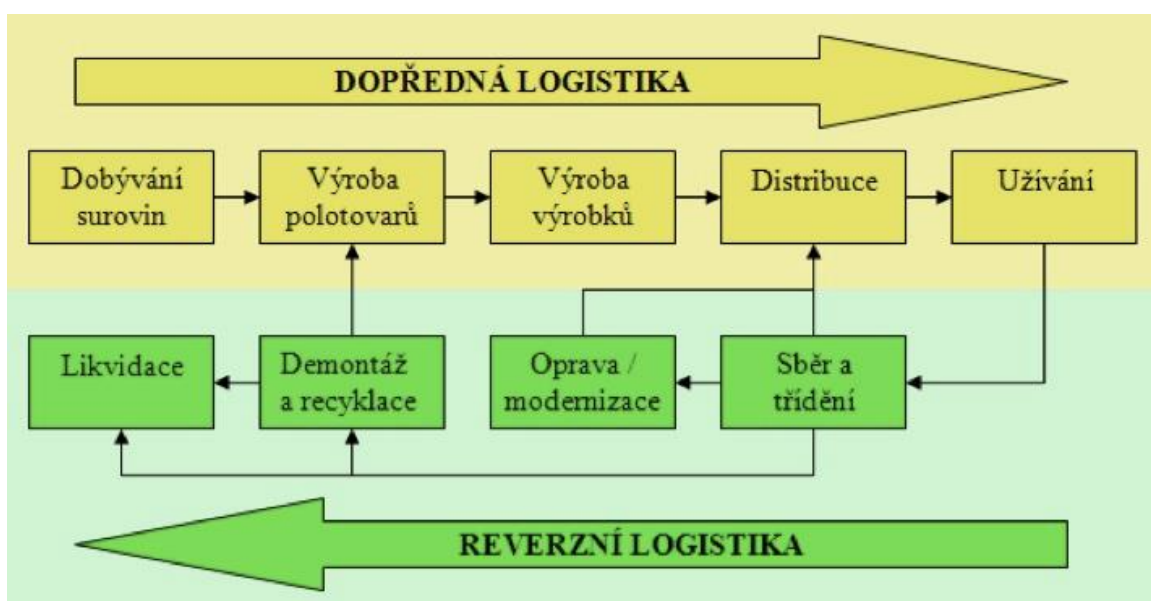 DOPŘEDNÁ LOGISTIKA
Dobývání
surovin
Výroba
polotovarů
Výroba
výrobků
Distribuce
Užívání
Likvidace
Demontáž
a recyklace
Oprava /
modernizace
Sběr a
třídění
REVERZNÍ LOGISTIKA